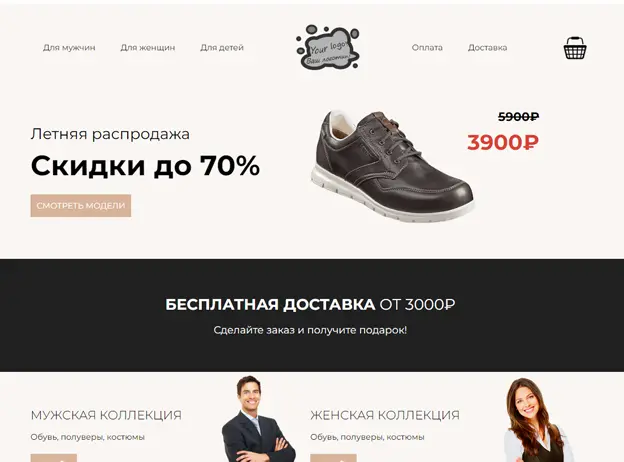 Для мужчин
Для женщин
Для детей
Your logo
Ваш логотип
Оплата
Доставка
5900₽
3900₽
Летняя распродажа
Скидки до 70%
СМОТРЕТЬ МОДЕЛИ
БЕСПЛАТНАЯ ДОСТАВКА ОТ 3000₽
Сделайте заказ и получите подарок!
МУЖСКАЯ КОЛЛЕКЦИЯ
Обувь, полуверы, костюмы
ЖЕНСКАЯ КОЛЛЕКЦИЯ
Обувь, полуверы, костюмы